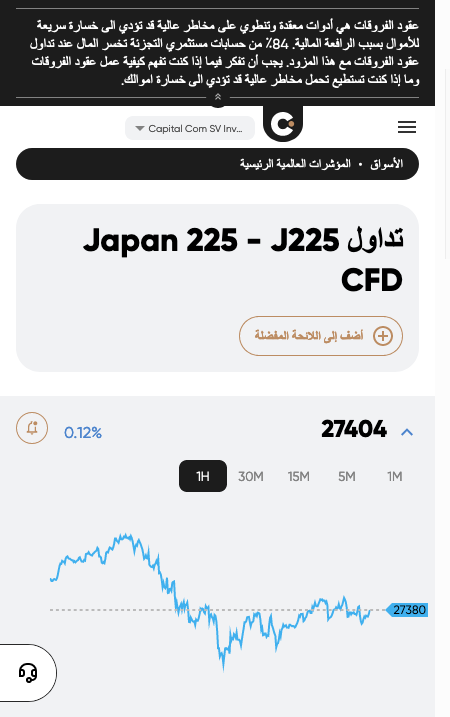 عقود الفروقات هي أدوات معقدة وتنطوي على مخاطر عالية قد تؤدي الى خسارة سريعة
للأموال بسبب الرافعة المالية. 84٪ من حسابات مستثمري التجزئة تخسر المال عند تداول
عقود الفروقات مع هذا المزود. يجب أن تفكر فيما إذا كنت تفهم كيفية عمل عقود الفروقات
وما إذا كنت تستطيع تحمل مخاطر عالية قد تؤدي الى خسارة اموالك.
Capital Com SV Inv...
الأسواق • المؤشرات العالمية الرئيسية
تداول Japan 225 - J225
CFD
أضف إلى اللائحة المفضلة
27404
0.12%
1H 30M 15M 5M 1M
27380